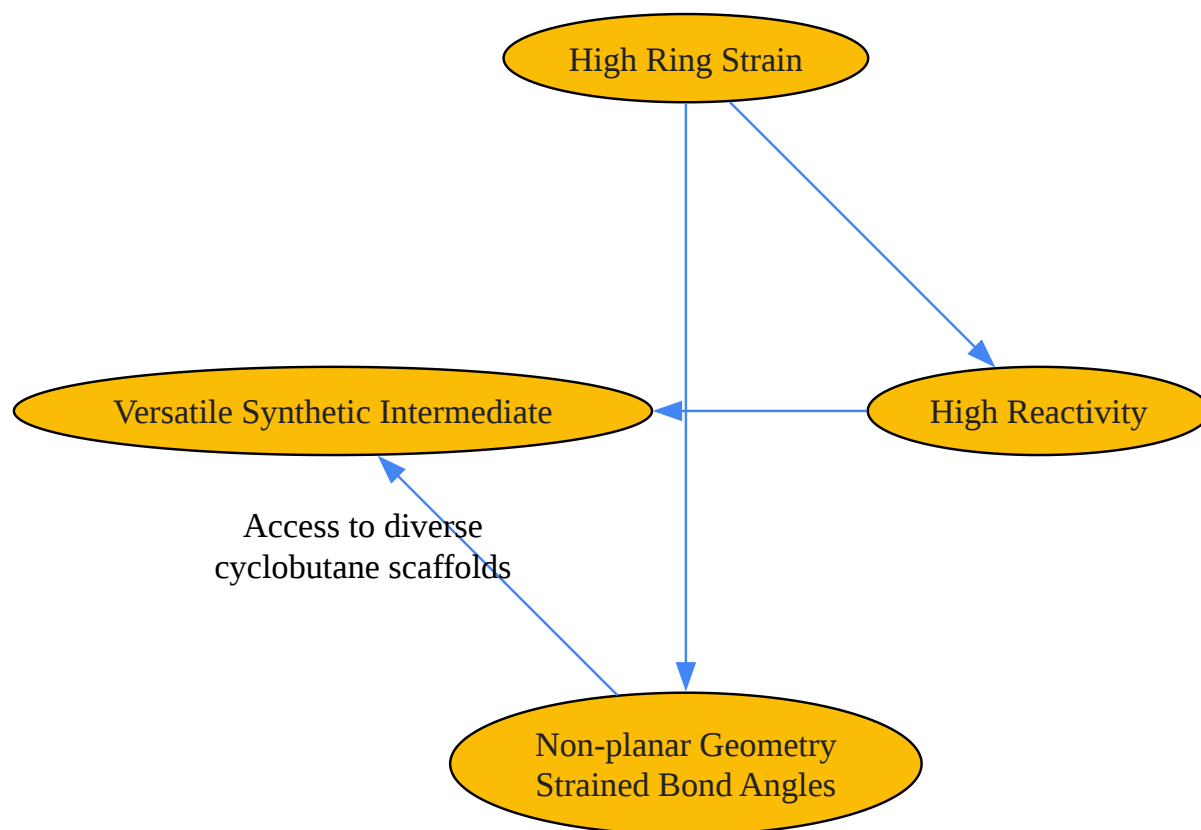 High Ring Strain
Versatile Synthetic Intermediate
High Reactivity
Access to diverse
cyclobutane scaffolds
Non-planar Geometry
Strained Bond Angles